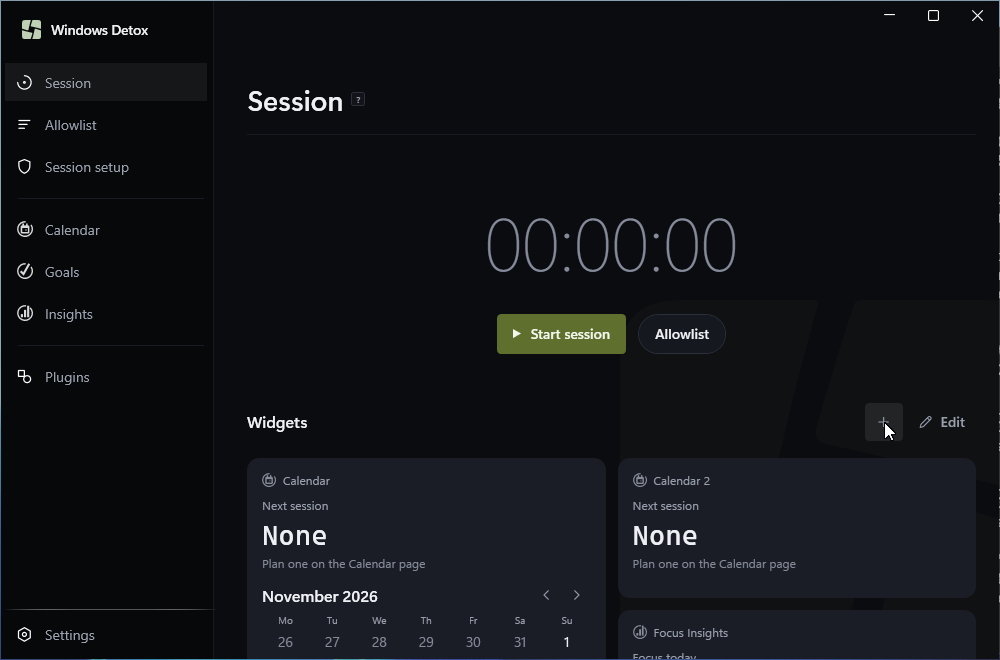 Windows Detox
Session
Allowlist
Session setup
Calendar
Goals
Insights
Plugins
Settings
Session ?
00:00:00
Start session
Allowlist
Widgets
Edit
Calendar
Next session
None
Plan one on the Calendar page
November 2026
Mo Tu We Th Fr Sa Su
26 27 28 29 30 31 1
Calendar 2
Next session
None
Plan one on the Calendar page
Focus Insights
Focus today